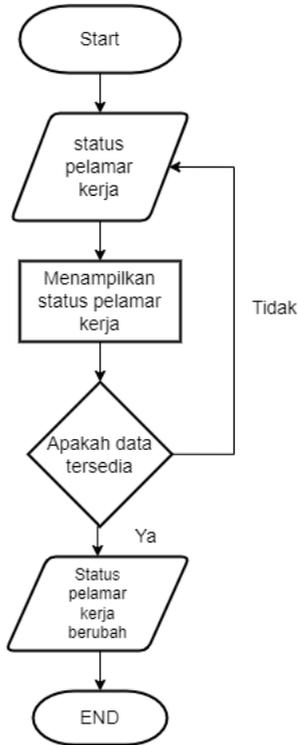 Start
status
pelamar
kerja
Menampilkan
status pelamar
kerja
Tidak
Apakah data
tersedia
Ya
Status
pelamar
kerja
berubah
END